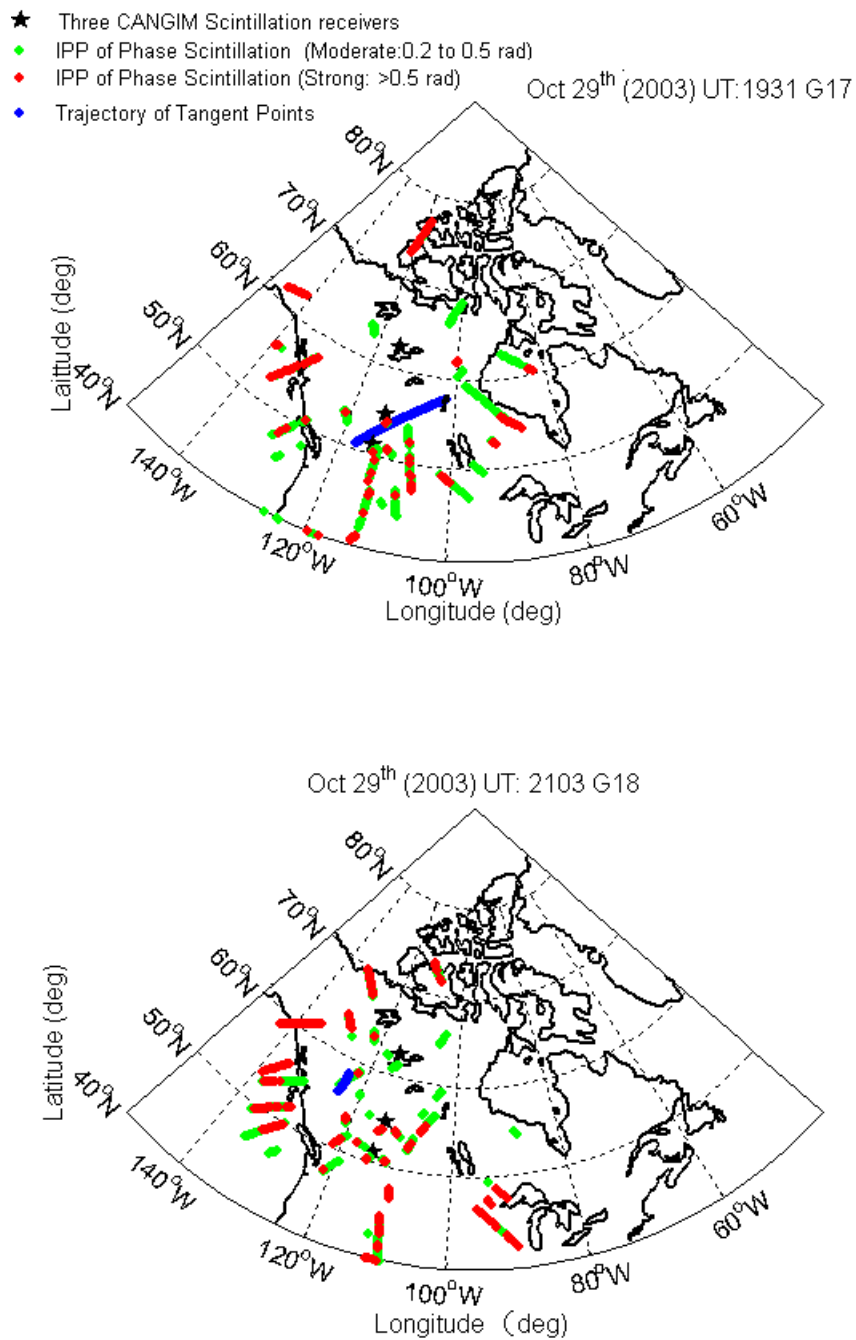 Three CANGIM Scintillation receivers
IPP of Phase Scintillation (Moderate:0.2 to 0.5 rad)
IPP of Phase Scintillation (Strong: >0.5 rad)
Trajectory of Tangent Points
Oct 29th (2003) UT:1931 G17
80°N
70°N
60°N
50°N
40°N
Laititude (deg)
140°W
120°W
100°W
80°W
60°W
Longitude (deg)
Oct 29th (2003) UT: 2103 G18
80°N
70°N
60°N
50°N
40°N
Latitude (deg)
140°W
120°W
100°W
80°W
60°W
Longitude (deg)